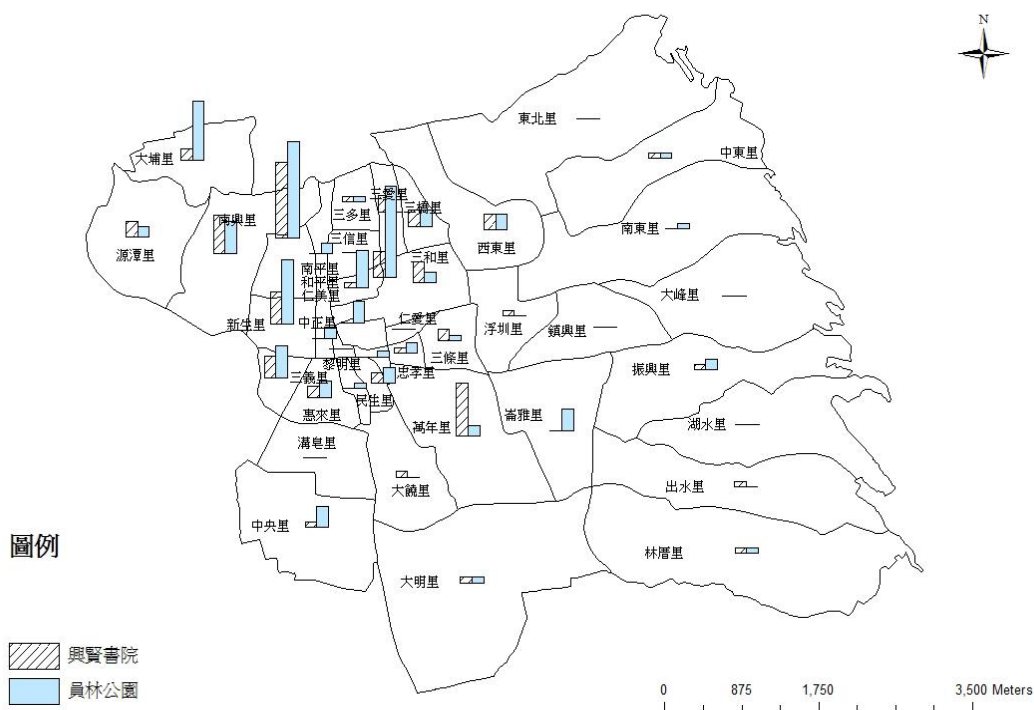 N
東北里
中東里
大埔里
三愛里
三橋里
三多里
南興里
南東里
源潭里
三信里
西東里
三和里
南平里
和平里
仁美里
大峰里
新生里
中正里
仁愛里
浮圳里
鎮興里
三條里
黎明里
忠孝里
振興里
三義里
民生里
惠來里
萬年里
崙雅里
湖水里
溝皂里
大饒里
出水里
中央里
圖例
林厝里
大明里
興賢書院
員林公園
0 875 1,750 3,500 Meters